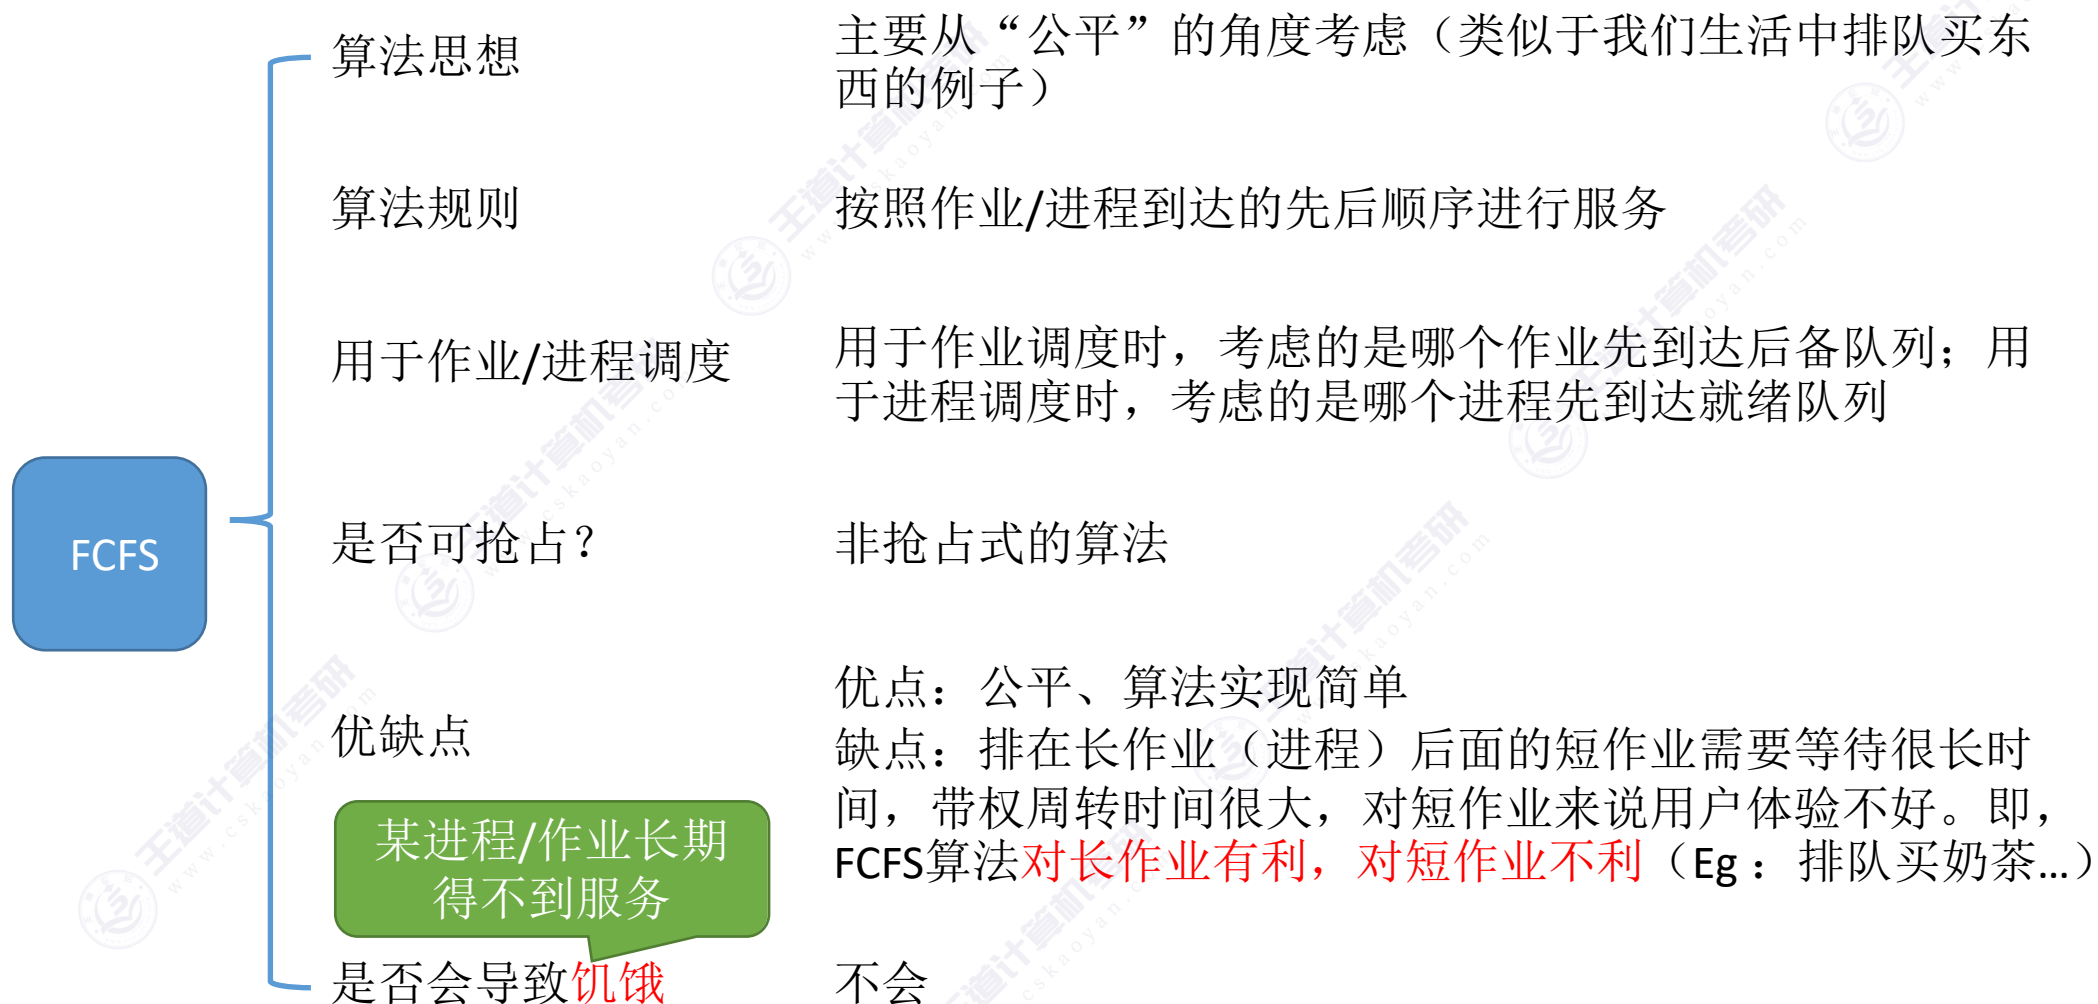 算法思想
主要从“公平”的角度考虑（类似于我们生活中排队买东
西的例子）
算法规则
按照作业/进程到达的先后顺序进行服务
用于作业/进程调度
用于作业调度时，考虑的是哪个作业先到达后备队列；用
于进程调度时，考虑的是哪个进程先到达就绪队列
FCFS
是否可抢占？
非抢占式的算法
优缺点
优点：公平、算法实现简单
缺点：排在长作业（进程）后面的短作业需要等待很长时
间，带权周转时间很大，对短作业来说用户体验不好。即，
FCFS算法对长作业有利，对短作业不利（Eg：排队买奶茶…）
某进程/作业长期
得不到服务
是否会导致饥饿
不会
王道计算机考研
www.cskaoyan.com